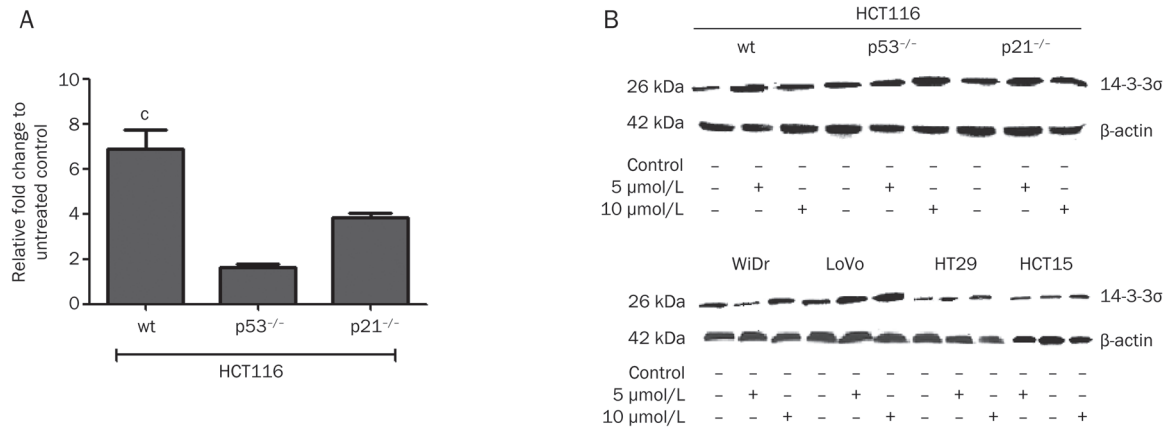 A
Relative fold change to
untreated control
10
8
6
4
2
0
c
wt p53⁻/⁻ p21⁻/⁻
HCT116
B
HCT116
wt p53⁻/⁻ p21⁻/⁻
26 kDa 14-3-3σ
42 kDa β-actin
Control – – – – – – – – –
5 μmol/L – + – – + – – + –
10 μmol/L – – + – – + – – +
WiDr LoVo HT29 HCT15
26 kDa 14-3-3σ
42 kDa β-actin
Control – – – – – – – – – – – –
5 μmol/L – + – – + – – + – + – –
10 μmol/L – – + – – + – – + – – +